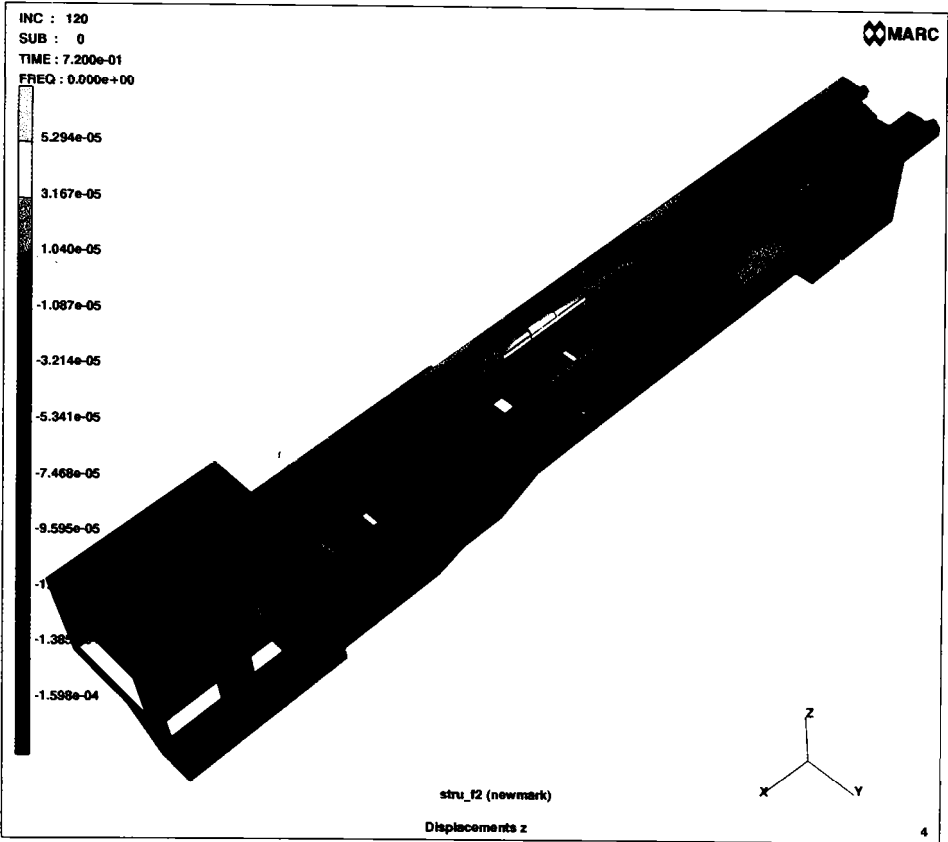 INC : 120
SUB : 0
TIME : 7.200e-01
FREQ : 0.000e+00
MARC
5.294e-05
3.167e-05
1.040e-05
-1.087e-05
-3.214e-05
-5.341e-05
-7.468e-05
-9.595e-05
-1.598e-04
Z
X
Y
stru_f2 (newmark)
Displacements z
4